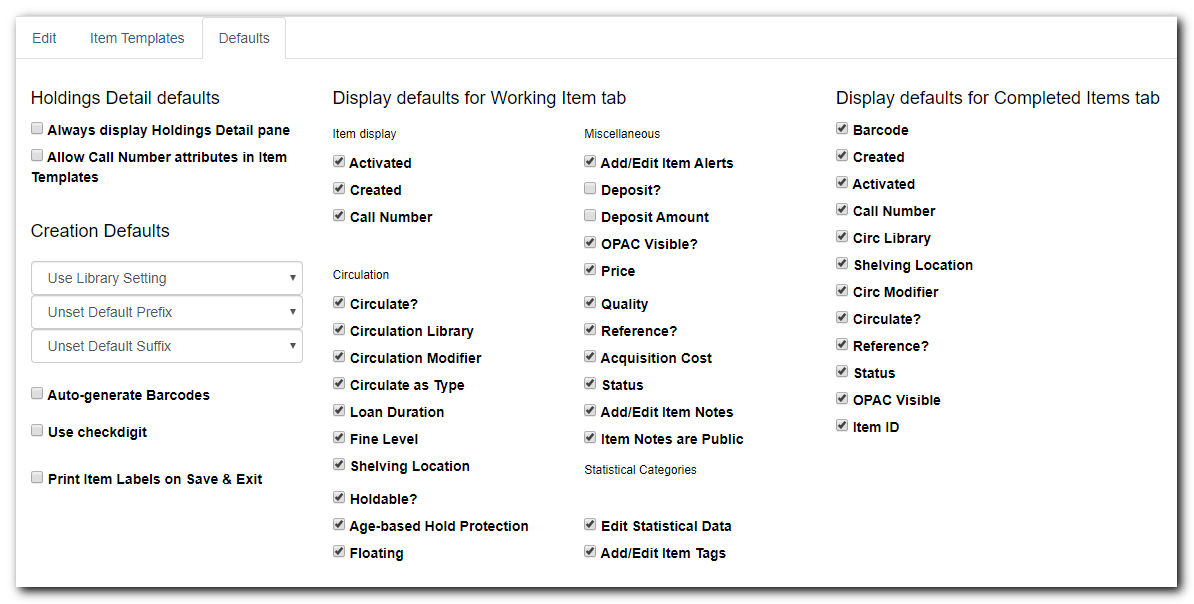 Edit
Item Templates
Defaults
Holdings Detail defaults
Always display Holdings Detail pane
Allow Call Number attributes in Item
Templates
Creation Defaults
Use Library Setting
Unset Default Prefix
Unset Default Suffix
Auto-generate Barcodes
Use checkdigit
Print Item Labels on Save & Exit
Display defaults for Working Item tab
Item display
Activated
Created
Call Number
Circulation
Circulate?
Circulation Library
Circulation Modifier
Circulate as Type
Loan Duration
Fine Level
Shelving Location
Holdable?
Age-based Hold Protection
Floating
Miscellaneous
Add/Edit Item Alerts
Deposit?
Deposit Amount
OPAC Visible?
Price
Quality
Reference?
Acquisition Cost
Status
Add/Edit Item Notes
Item Notes are Public
Statistical Categories
Edit Statistical Data
Add/Edit Item Tags
Display defaults for Completed Items tab
Barcode
Created
Activated
Call Number
Circ Library
Shelving Location
Circ Modifier
Circulate?
Reference?
Status
OPAC Visible
Item ID